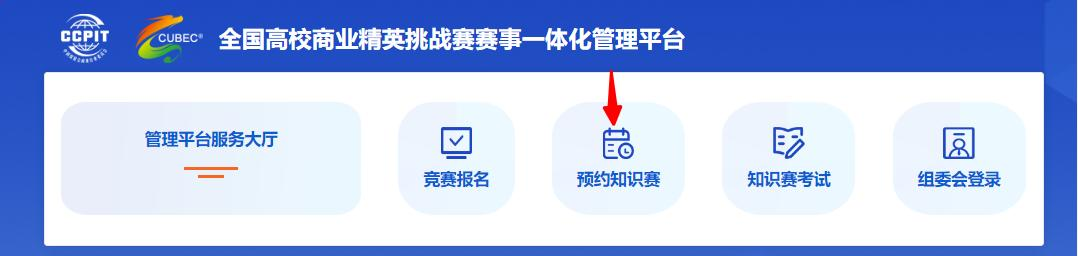 CCPIT
CUBEC®
全国高校商业精英挑战赛赛事一体化管理平台
管理平台服务大厅
竞赛报名
预约知识赛
知识赛考试
组委会登录